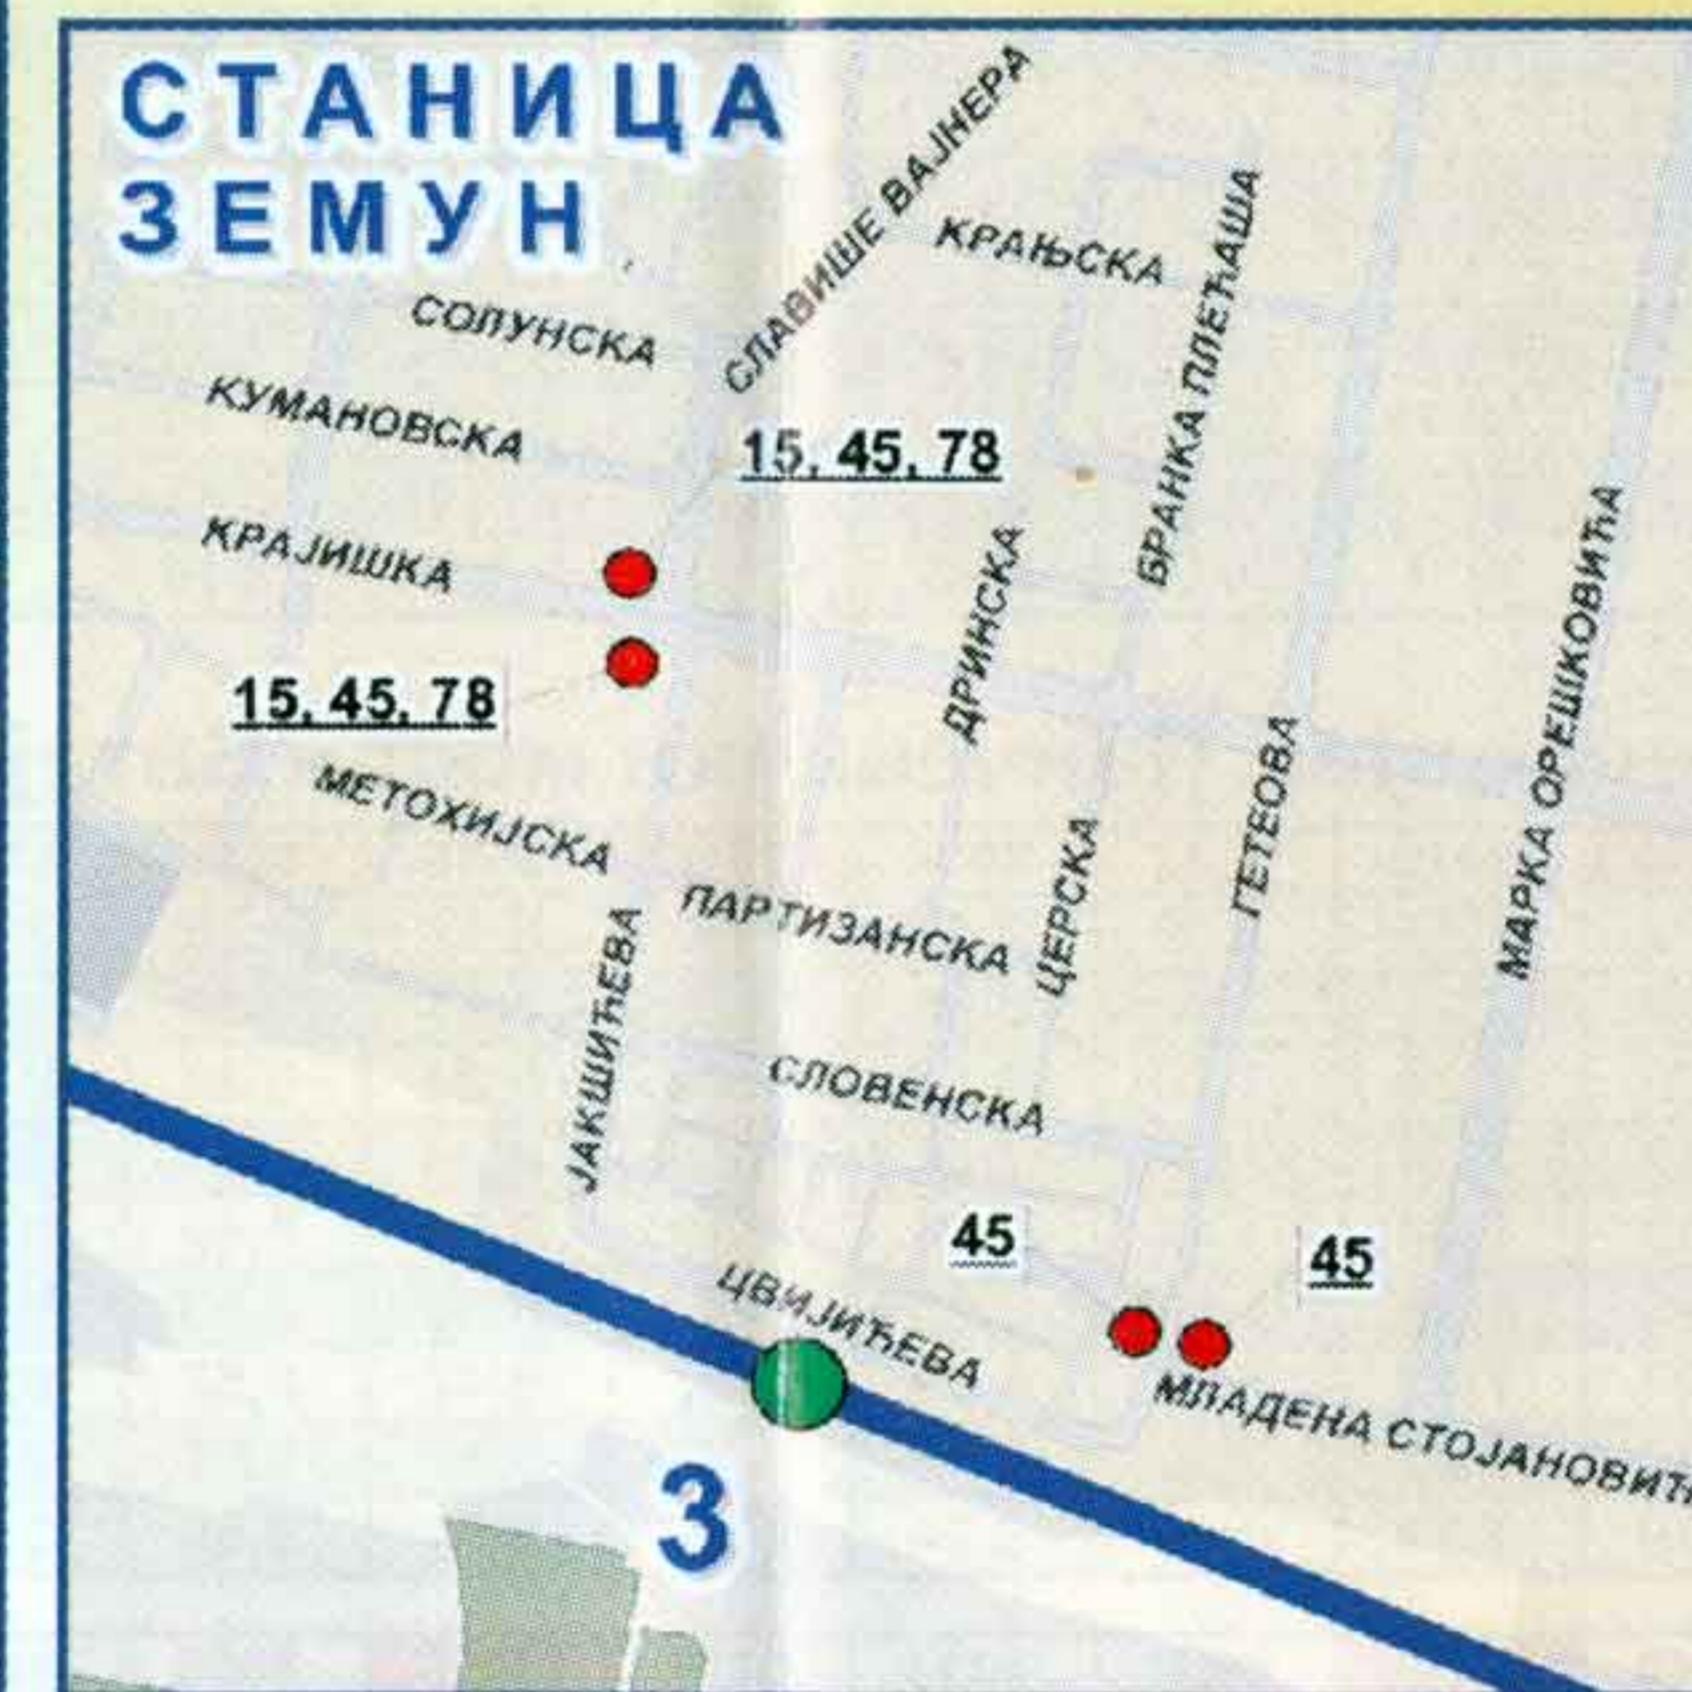 СТАНИЦА
ЗЕМУН
СЛАВИШЕ ВАЈНЕРА
КРАЊСКА
БРАНКА ПЛЕЋАША
СОЛУНСКА
КУМАНОВСКА
15, 45, 78
КРАЈИШКА
ДРИНСКА
МАРКА ОРЕШКОВИЋА
15, 45, 78
МЕТОХИЈСКА
ГЕТЕОВА
ЦЕРСКА
ПАРТИЗАНСКА
ЈАКШИЋЕВА
СЛОВЕНСКА
45
45
ЦВИЈИЋЕВА
МЛАДЕНА СТОЈАНОВИЋ
3